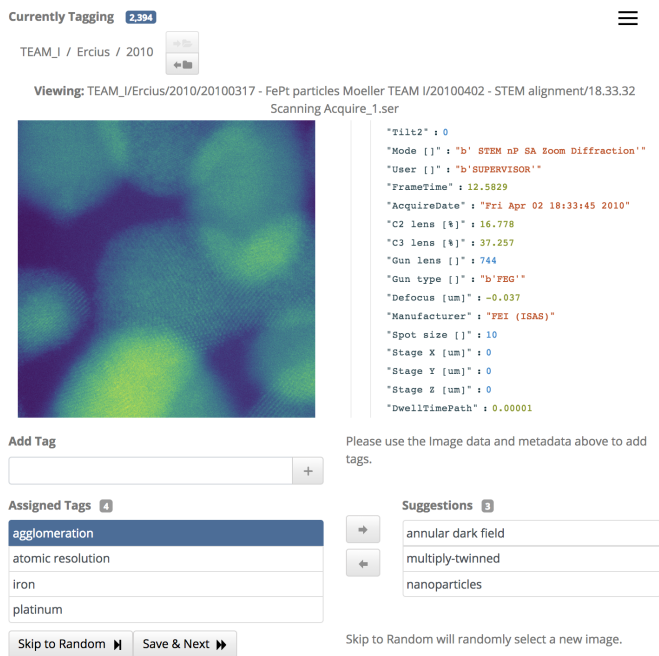 Currently Tagging 2,394
TEAM_I / Ercius / 2010
Viewing: TEAM_I/Ercius/2010/20100317 - FePt particles Moeller TEAM I/20100402 - STEM alignment/18.33.32
Scanning Acquire_1.ser
"Tilt2" : 0
"Mode []" : "b' STEM nP SA Zoom Diffraction'"
"User []" : "b'SUPERVISOR'"
"FrameTime" : 12.5829
"AcquireDate" : "Fri Apr 02 18:33:45 2010"
"C2 lens [%]" : 16.778
"C3 lens [%]" : 37.257
"Gun lens []" : 744
"Gun type []" : "b'FEG'"
"Defocus [um]" : -0.037
"Manufacturer" : "FEI (ISAS)"
"Spot size []" : 10
"Stage X [um]" : 0
"Stage Y [um]" : 0
"Stage Z [um]" : 0
"DwellTimePath" : 0.00001
Add Tag
+
Please use the Image data and metadata above to add
tags.
Assigned Tags 4
agglomeration
atomic resolution
iron
platinum
Suggestions 3
annular dark field
multiply-twinned
nanoparticles
Skip to Random
Save & Next
Skip to Random will randomly select a new image.